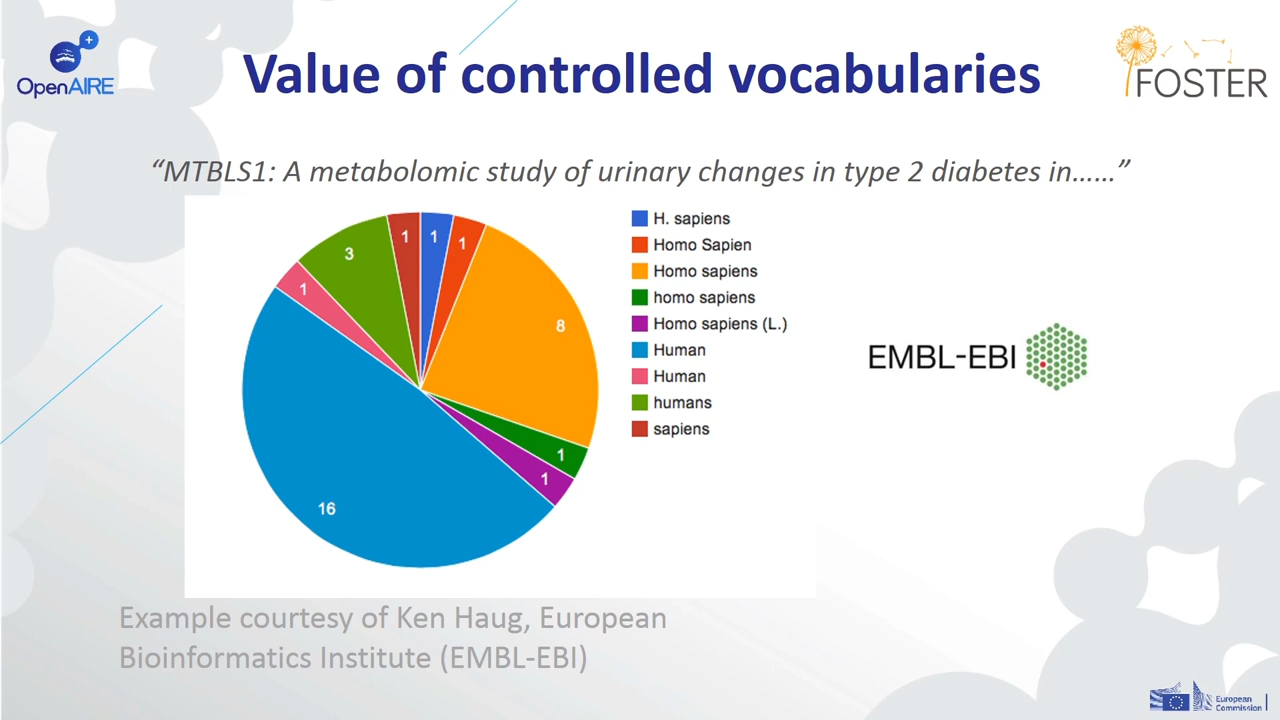 OpenAIRE
Value of controlled vocabularies
FOSTER
“MTBLS1: A metabolomic study of urinary changes in type 2 diabetes in……”
1
1
1
3
1
8
1
1
16
H. sapiens
Homo Sapien
Homo sapiens
homo sapiens
Homo sapiens (L.)
Human
Human
humans
sapiens
EMBL-EBI
Example courtesy of Ken Haug, European
Bioinformatics Institute (EMBL-EBI)
European
Commission